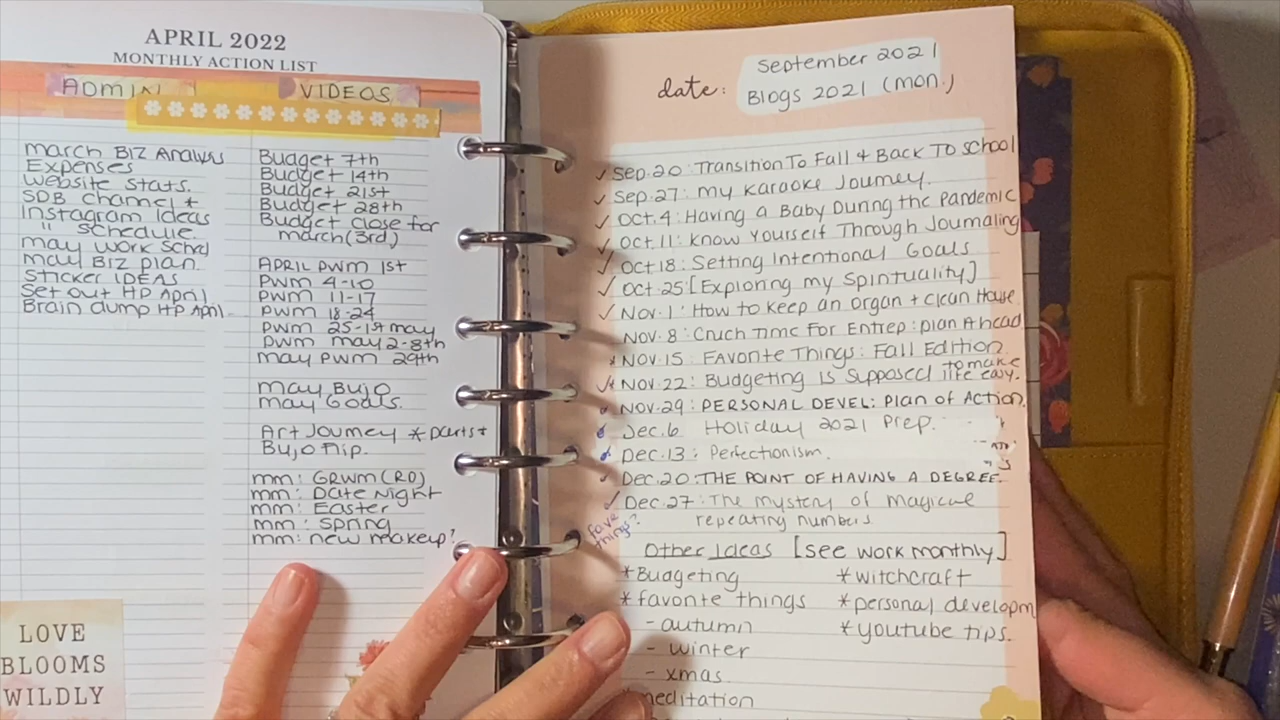 APRIL 2022
MONTHLY ACTION LIST
ADMIN
March BIZ Analysis
Expenses
Website Stats.
SDB Channel +
Instagram Ideas
" Schedule
May Work Sched
May BIZ plan.
Sticker IDEAS
Set out HP April
Brain dump HP April
VIDEOS
Budget 7th
Budget 14th
Budget 21st
Budget 28th
Budget close for
march (3rd)
APRIL PWM 1st
PWM 4-10
PWM 11-17
PWM 18-24
PWM 25-1st may
PWM May 2-8th
May PWM 29th
May Bujo
May Goals.
Art Journey * parts +
Bujo Flip.
mm: GRWM (RD)
mm: Date Night
mm: Easter
mm: Spring
mm: new makeup?
LOVE
BLOOMS
WILDLY
date: September 2021
Blogs 2021 (mon.)
✓ Sep. 20: Transition To Fall + Back To School
✓ Sep. 27: My Karaoke Journey.
✓ Oct. 4: Having a Baby During the Pandemic
✓ Oct. 11: Know Yourself Through Journaling
✓ Oct 18: Setting Intentional Goals
✓ Oct. 25 [Exploring my Spirituality]
✓ Nov. 1: How to keep an organ + clean House
Nov. 8: Cruch Time For Entrep: plan Ahead
* Nov. 15: Favorite Things: Fall Edition
Nov. 22: Budgeting is Supposed to make life easy.
Nov. 29: PERSONAL DEVEL: Plan of Action.
Dec. 6 Holiday 2021 Prep.
Dec. 13: Perfectionism.
Dec. 20: THE POINT OF HAVING A DEGREE
✓ Dec. 27: The mystery of magical
repeating numbers
fave things?
Other Ideas [see work monthly]
* Budgeting
* favorite things
- autumn
- winter
- xmas
meditation
* witchcraft
* personal developm
* youtube tips.